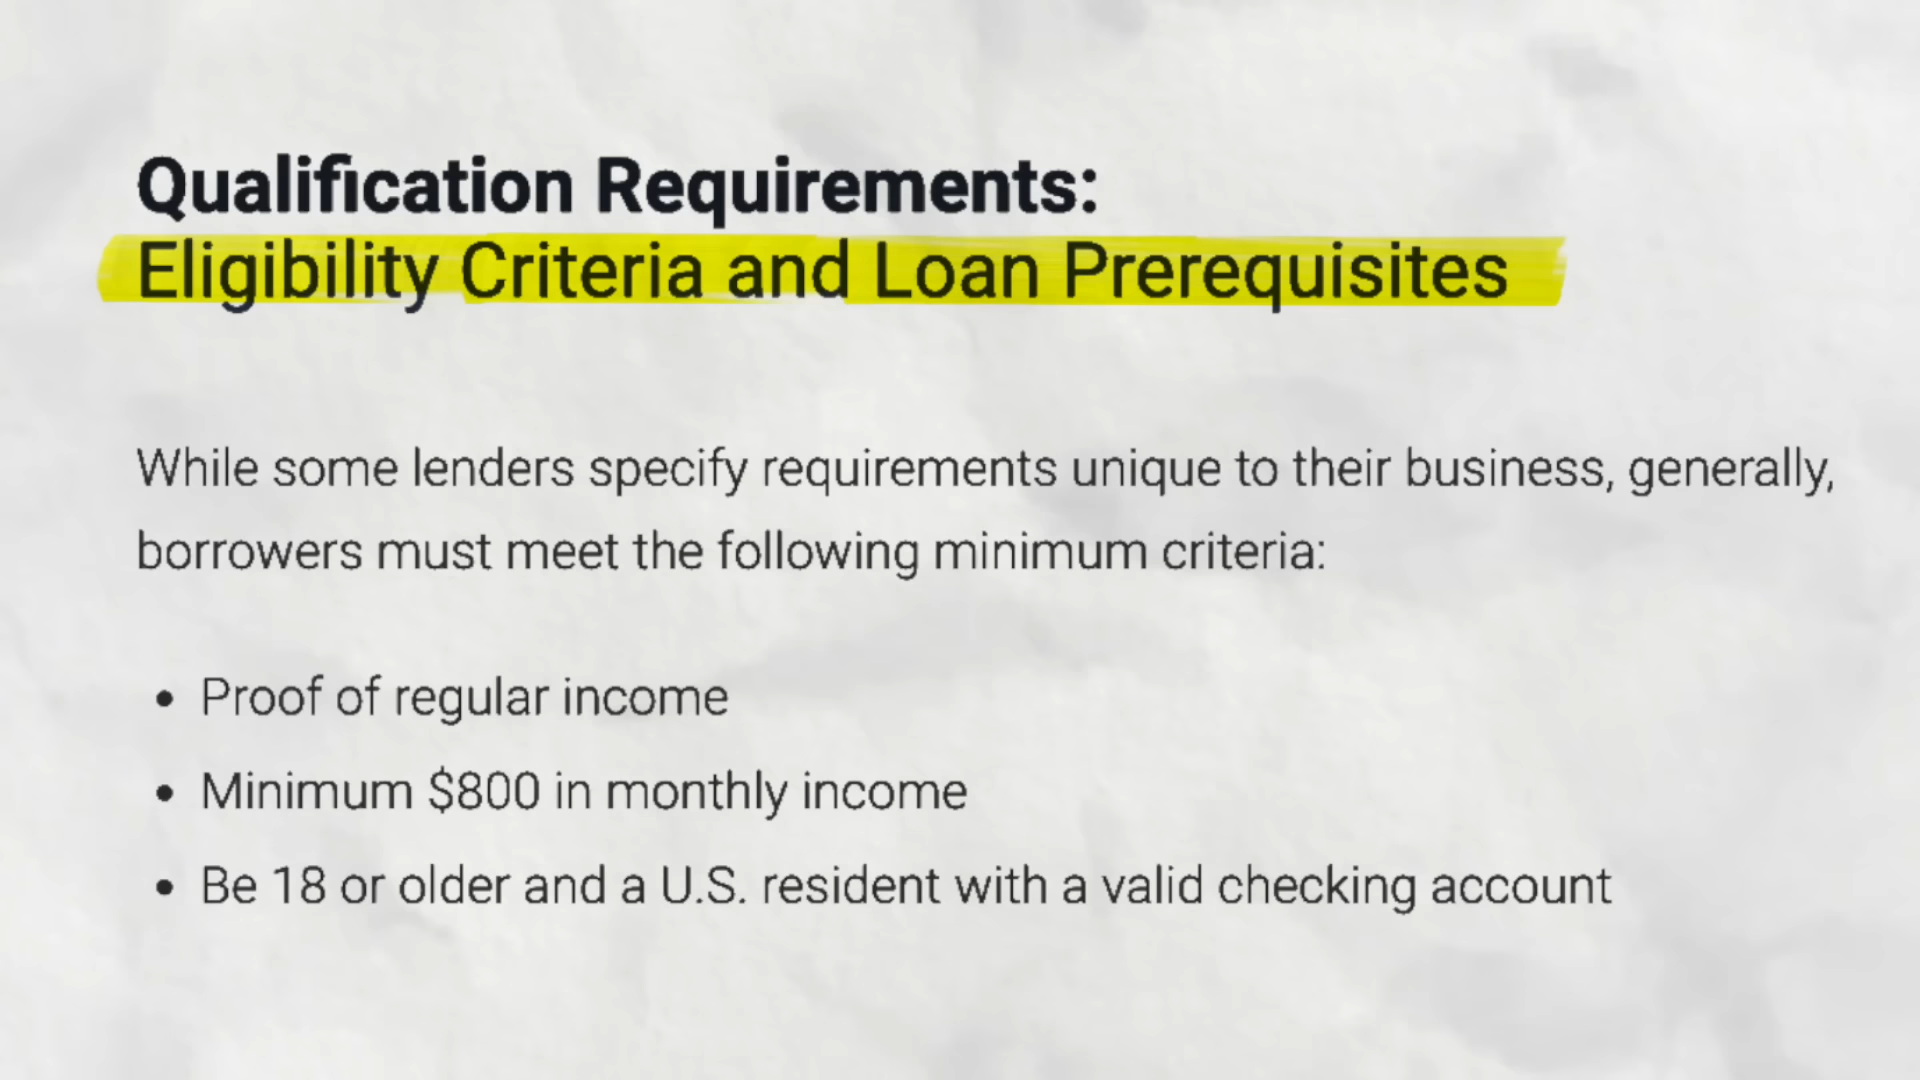 Qualification Requirements:
Eligibility Criteria and Loan Prerequisites
While some lenders specify requirements unique to their business, generally,
borrowers must meet the following minimum criteria:
• Proof of regular income
• Minimum $800 in monthly income
• Be 18 or older and a U.S. resident with a valid checking account